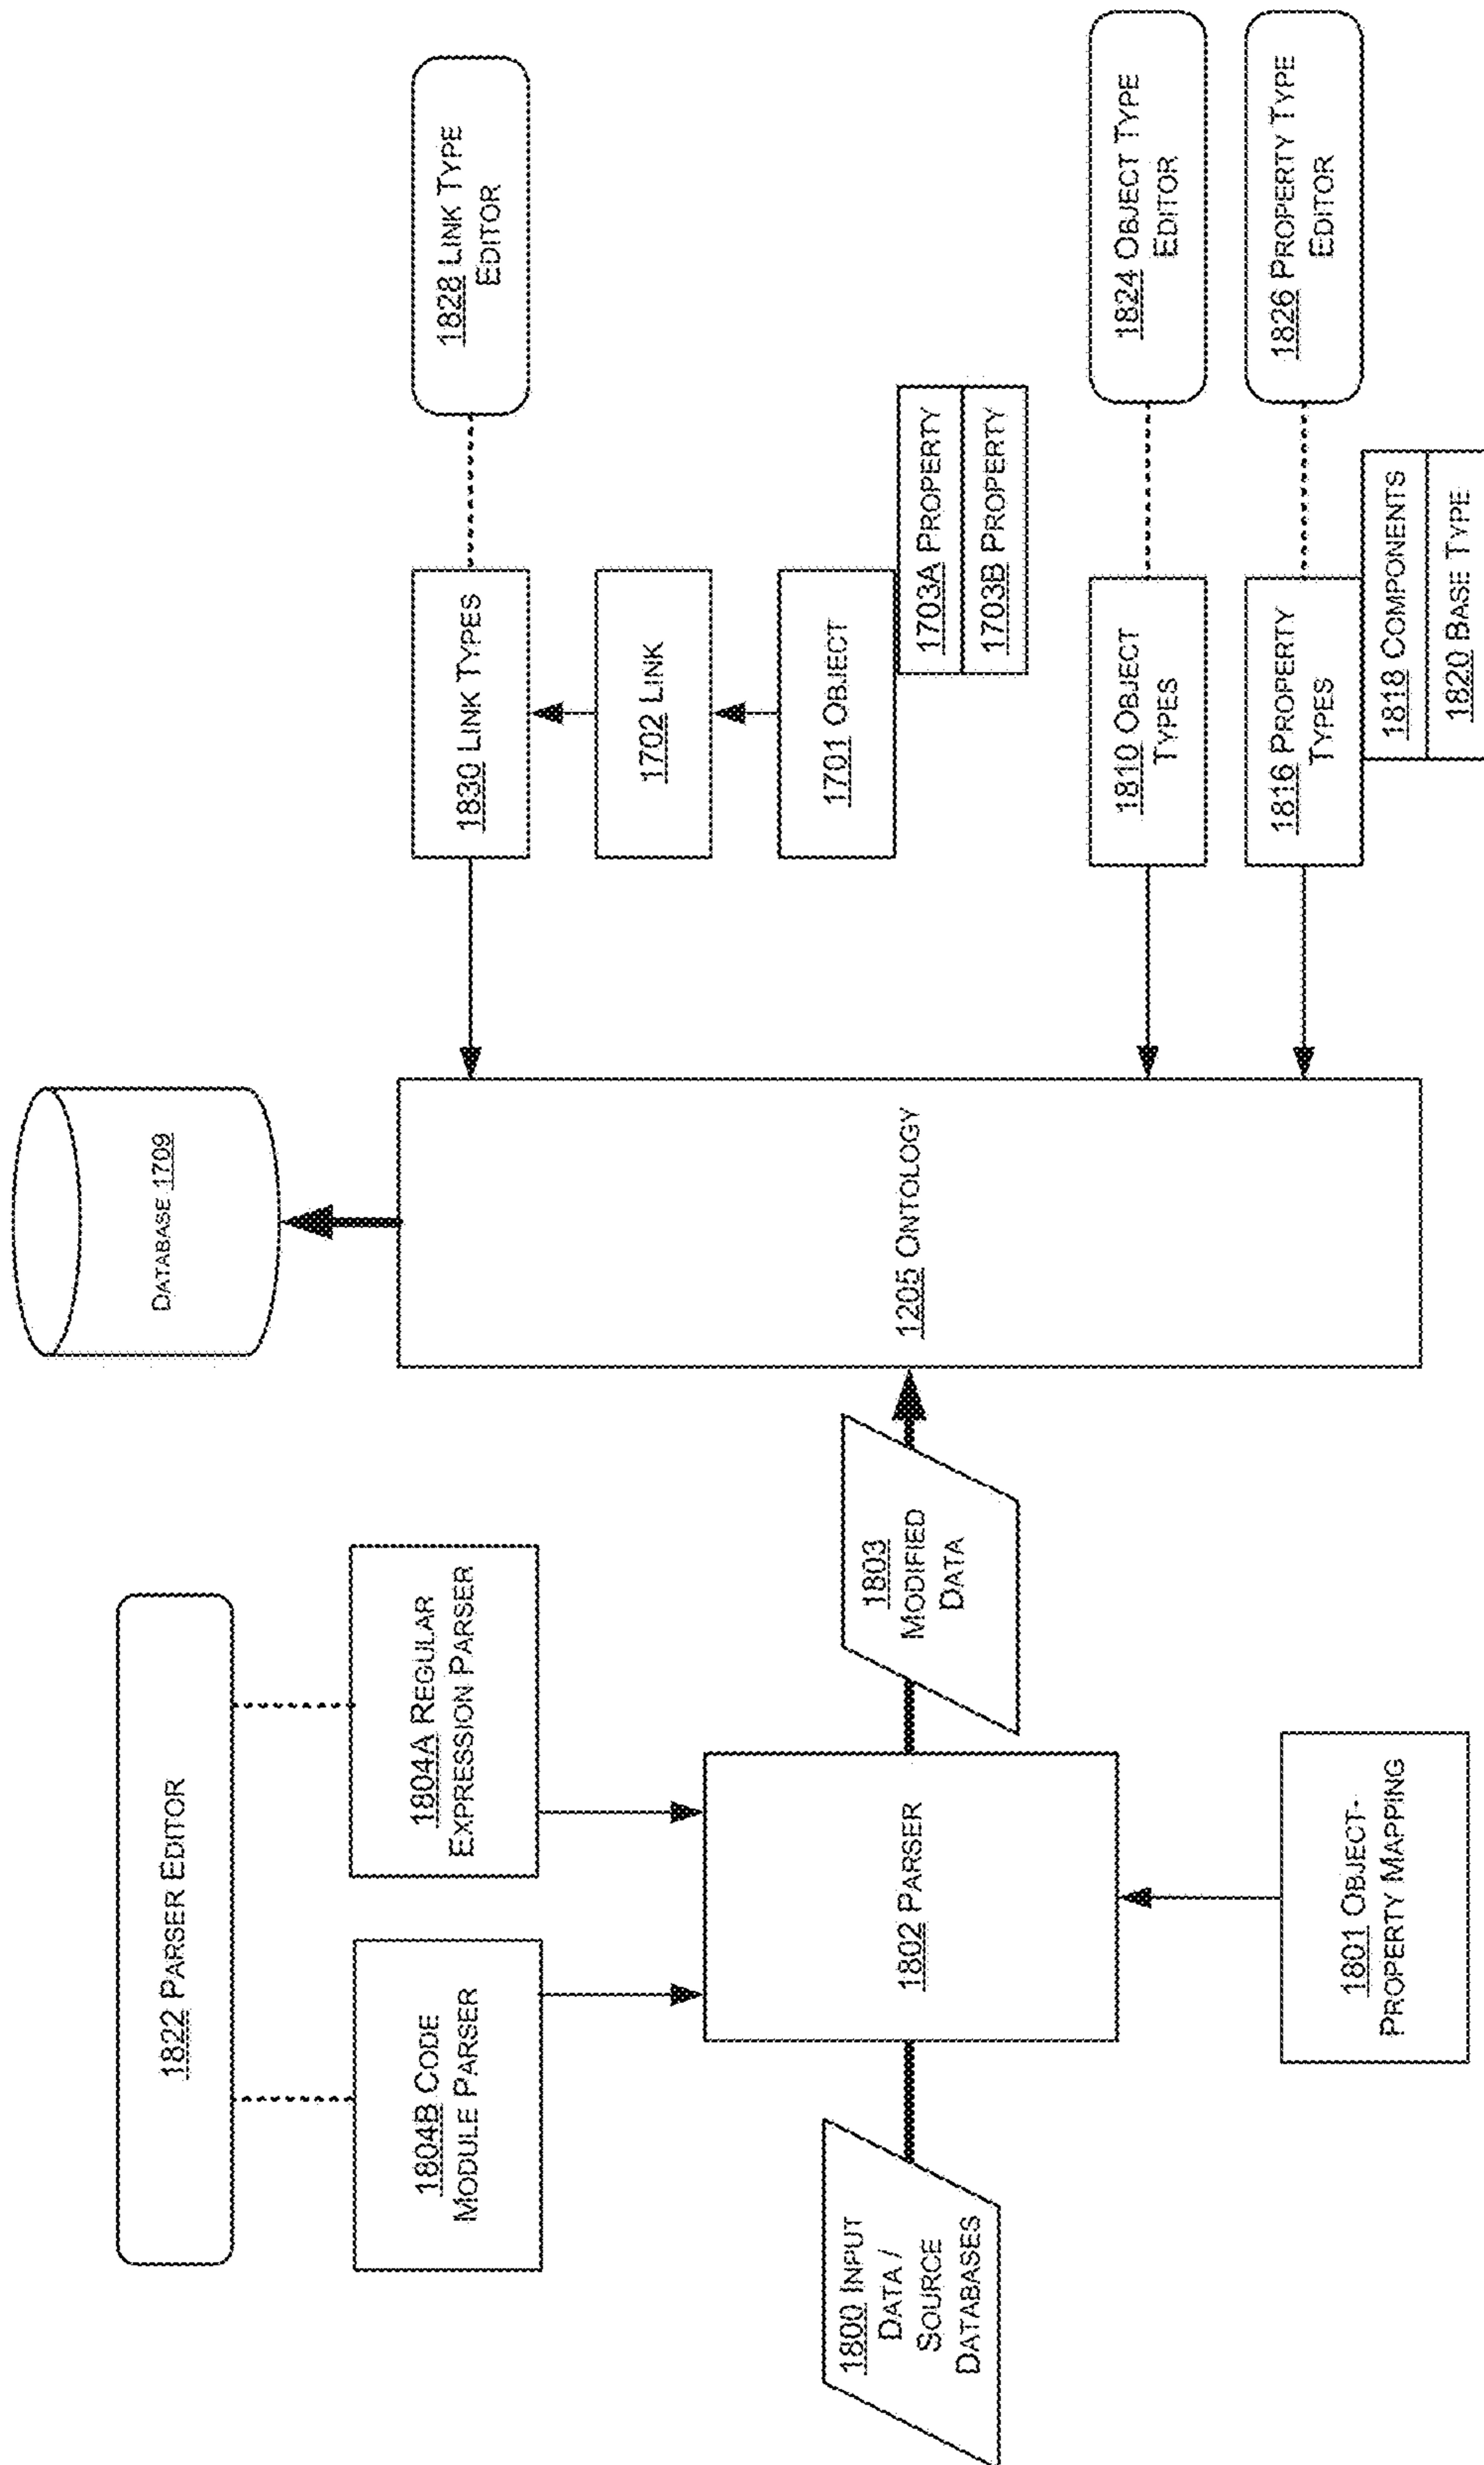 1822 PARSER EDITOR
1804B CODE
MODULE PARSER
1804A REGULAR
EXPRESSION PARSER
1800 INPUT
DATA /
SOURCE
DATABASES
1802 PARSER
1801 OBJECT-
PROPERTY MAPPING
1803
MODIFIED
DATA
DATABASE 1709
1205 ONTOLOGY
1830 LINK TYPES
1828 LINK TYPE
EDITOR
1702 LINK
1701 OBJECT
1703A PROPERTY
1703B PROPERTY
1810 OBJECT
TYPES
1824 OBJECT TYPE
EDITOR
1816 PROPERTY
TYPES
1826 PROPERTY TYPE
EDITOR
1818 COMPONENTS
1820 BASE TYPE